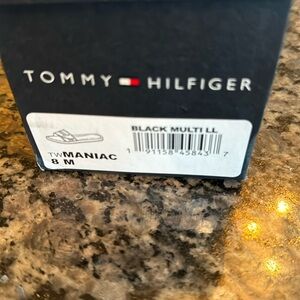 TOMMY HILFIGER
BLACK MULTI LL
1 91158 45843 7
TWMANIAC
8 M